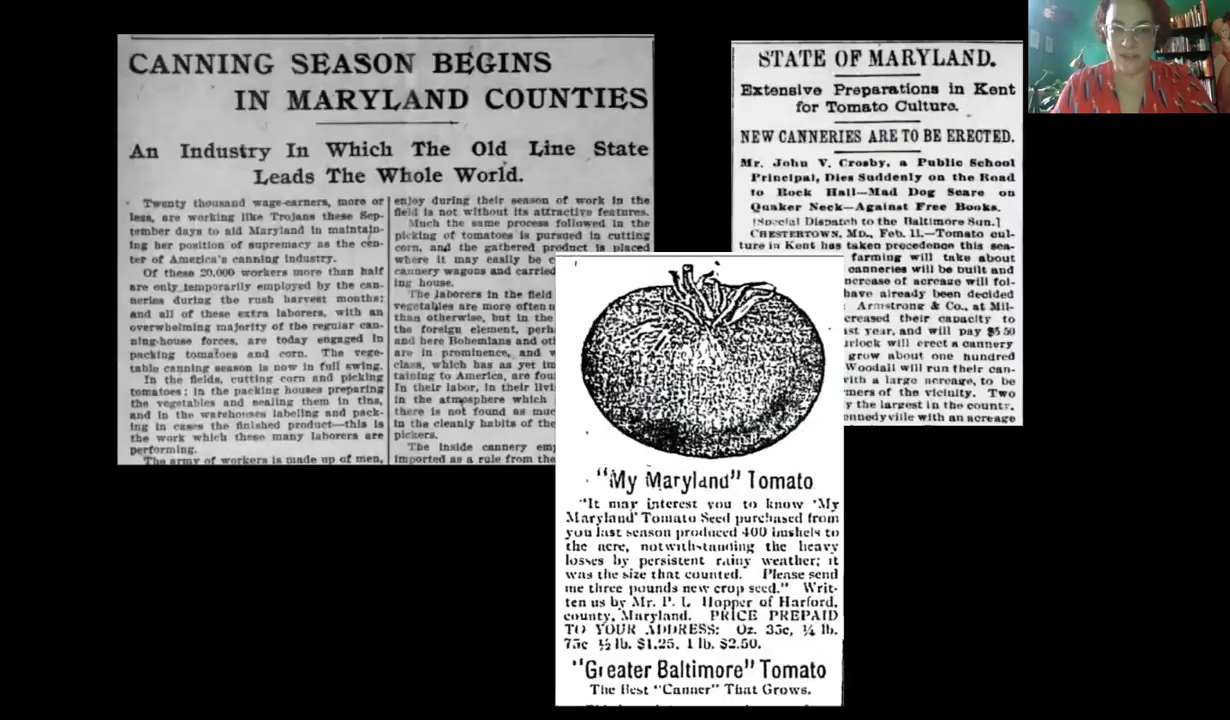 CANNING SEASON BEGINS
IN MARYLAND COUNTIES
An Industry In Which The Old Line State
Leads The Whole World.
Twenty thousand wage-earners, more or
less, are working like Trojans these Sep-
tember days to aid Maryland in maintain-
ing her position of supremacy as the cen-
ter of America's canning industry.
Of these 20,000 workers more than half
are only temporarily employed by the can-
neries during the rush harvest months;
and all of these extra laborers, with an
overwhelming majority of the regular can-
ning-house forces, are today engaged in
packing tomatoes and corn. The vege-
table canning season is now in full swing.
In the fields, cutting corn and picking
tomatoes; in the packing houses preparing
the vegetables and sealing them in tins,
and in the warehouses labeling and pack-
ing in cases the finished product—this is
the work which these many laborers are
performing.
The army of workers is made up of men,
enjoy during their season of work in the
field is not without its attractive features.
Much the same process followed in the
picking of tomatoes is pursued in cutting
corn, and the gathered product is placed
where it may easily be c
cannery wagons and carried
ing house.
The laborers in the field
vegetables are more often n
than otherwise, but in the
the foreign element, perh
and here Bohemians and ot
are in prominence, and w
class, which has as yet im
taining to America, are fou
In their labor, in their livi
in the atmosphere which
there is not found as muc
in the cleanly habits of the
pickers.
The inside cannery emp
imported as a rule from the
STATE OF MARYLAND.
Extensive Preparations in Kent
for Tomato Culture.
NEW CANNERIES ARE TO BE ERECTED.
Mr. John V. Crosby, a Public School
Principal, Dies Suddenly on the Road
to Rock Hall—Mad Dog Scare on
Quaker Neck—Against Free Books.
[Special Dispatch to the Baltimore Sun.]
CHESTERTOWN, MD., Feb. 11.—Tomato cul-
ture in Kent has taken precedence this sea-
farming will take about
canneries will be built and
ncrease of acreage will fol-
have already been decided
Armstrong & Co., at Mil-
creased their capacity to
ast year, and will pay $5.50
urlock will erect a cannery
grow about one hundred
Woodall will run their can-
with a large acreage, to be
mers of the vicinity. Two
y the largest in the county.
ennedyville with an acreage
"My Maryland" Tomato
"It may interest you to know 'My
Maryland' Tomato Seed purchased from
you last season produced 400 bushels to
the acre, notwithstanding the heavy
losses by persistent rainy weather; it
was the size that counted. Please send
me three pounds new crop seed." Writ-
ten us by Mr. P. L. Hopper of Harford,
county, Maryland. PRICE PREPAID
TO YOUR ADDRESS: Oz. 35c, ¼ lb.
75c ½ lb. $1.25, 1 lb. $2.50.
"Greater Baltimore" Tomato
The Best "Canner" That Grows.